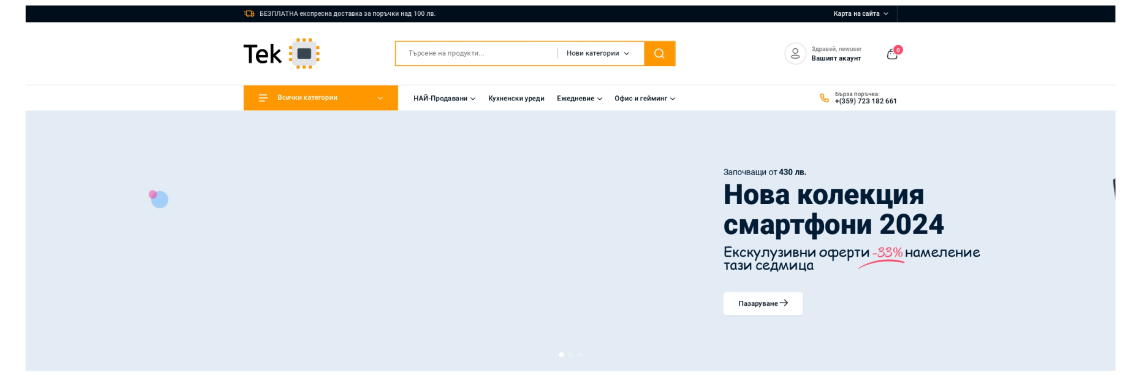 БЕЗПЛАТНА експресна доставка за поръчки над 100 лв.
Карта на сайта
Tek
Търсене на продукти...
Нови категории
Здравей, newuser
Вашият акаунт
0
Всички категории
НАЙ-Продавани
Кухненски уреди
Ежедневие
Офис и гейминг
Бърза поръчка:
+(359) 723 182 661
Започващи от 430 лв.
Нова колекция
смартфони 2024
Екскулузивни оферти -33% намеление
тази седмица
Пазаруване